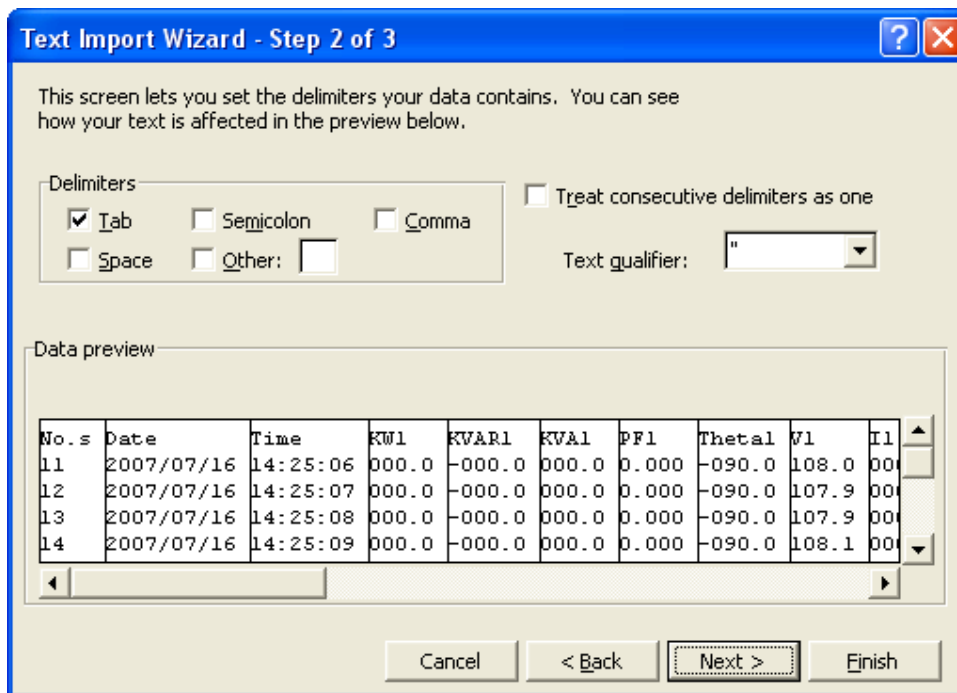 Text Import Wizard - Step 2 of 3
This screen lets you set the delimiters your data contains. You can see
how your text is affected in the preview below.
Delimiters
Tab Semicolon Comma
Space Other:
Treat consecutive delimiters as one
Text qualifier: "
Data preview
No.s Date Time KW1 KVAR1 KVA1 PF1 Theta1 V1 I1
11 2007/07/16 14:25:06 000.0 -000.0 000.0 0.000 -090.0 108.0 00
12 2007/07/16 14:25:07 000.0 -000.0 000.0 0.000 -090.0 107.9 00
13 2007/07/16 14:25:08 000.0 -000.0 000.0 0.000 -090.0 107.9 00
14 2007/07/16 14:25:09 000.0 -000.0 000.0 0.000 -090.0 108.1 00
Cancel < Back Next > Finish